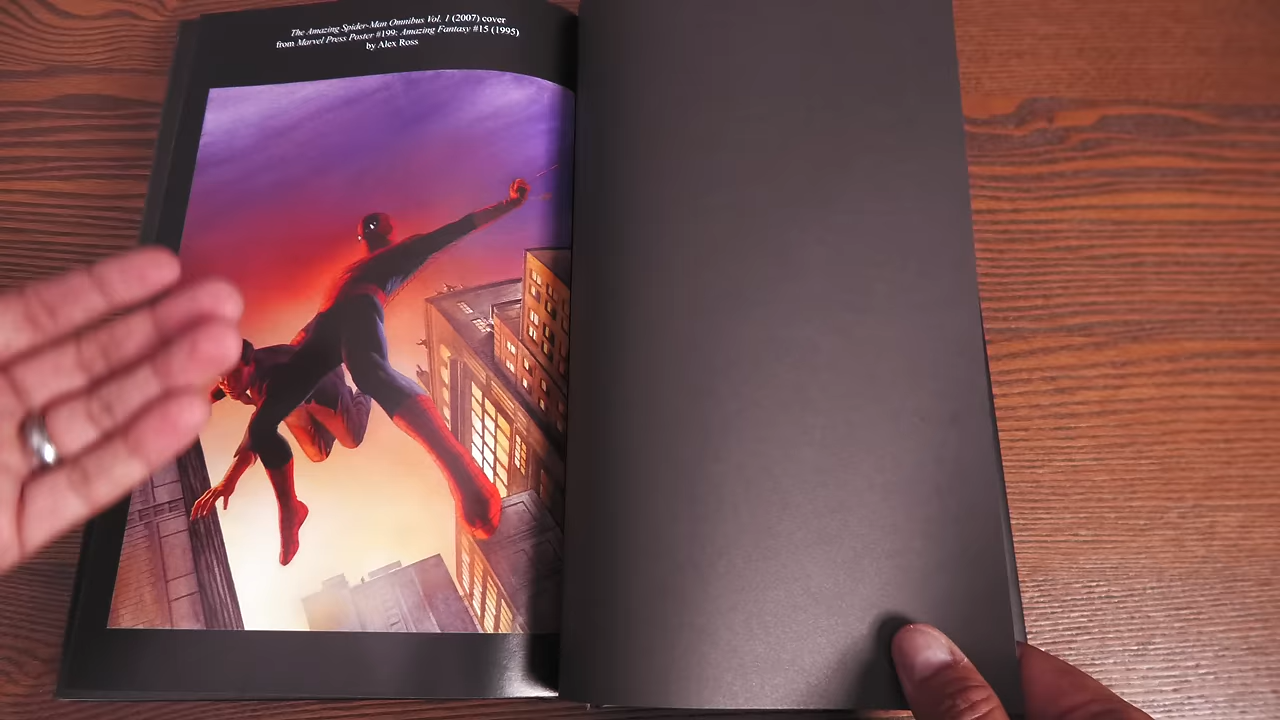 The Amazing Spider-Man Omnibus Vol. 1 (2007) cover
from Marvel Press Poster #199; Amazing Fantasy #15 (1995)
by Alex Ross